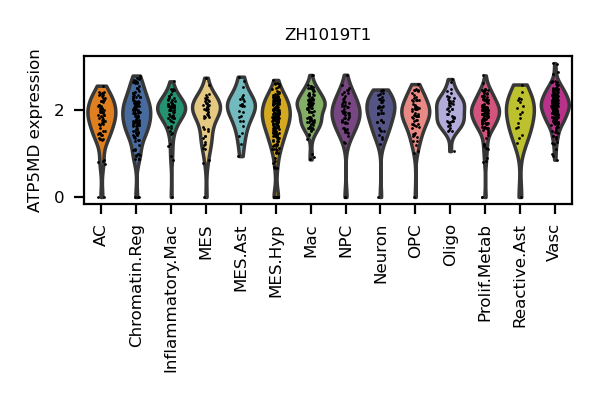 ZH1019T1
ATP5MD expression
2
0
AC
Chromatin.Reg
Inflammatory.Mac
MES
MES.Ast
MES.Hyp
Mac
NPC
Neuron
OPC
Oligo
Prolif.Metab
Reactive.Ast
Vasc